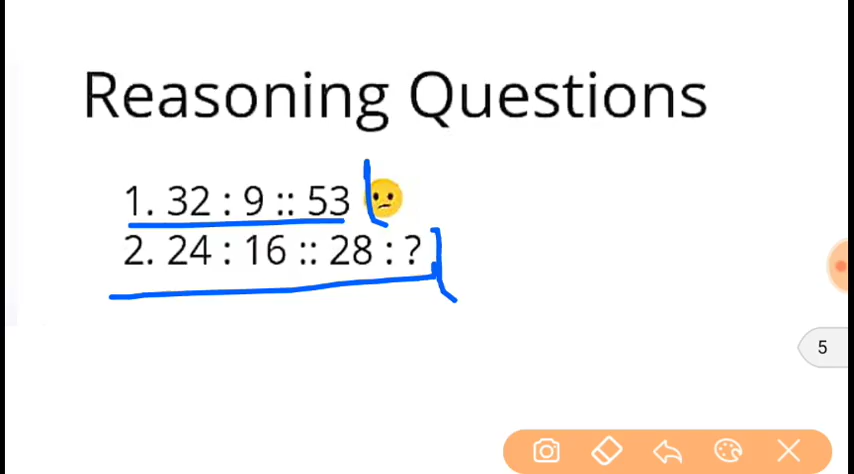 Reasoning Questions
1. 32 : 9 :: 53 😕
2. 24 : 16 :: 28 : ?
5